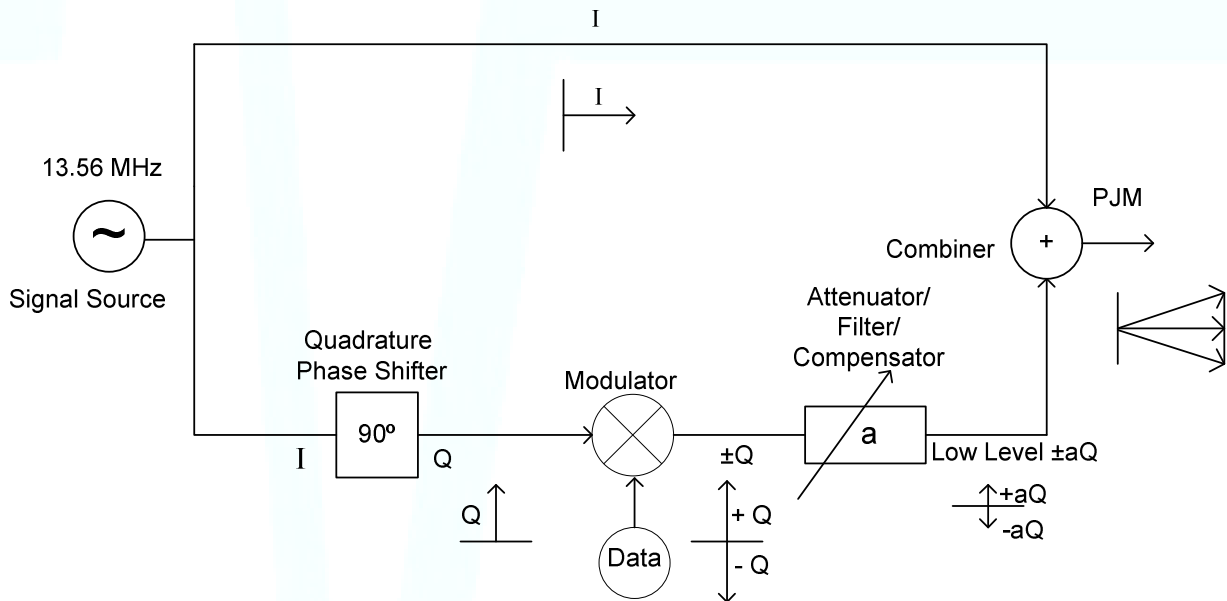 I
I
13.56 MHz
~
Signal Source
PJM
Combiner
+
Attenuator/
Filter/
Compensator
Quadrature
Phase Shifter
Modulator
90º
a
I
Q
±Q
Low Level ±aQ
Q
+ Q
- Q
+aQ
-aQ
Data